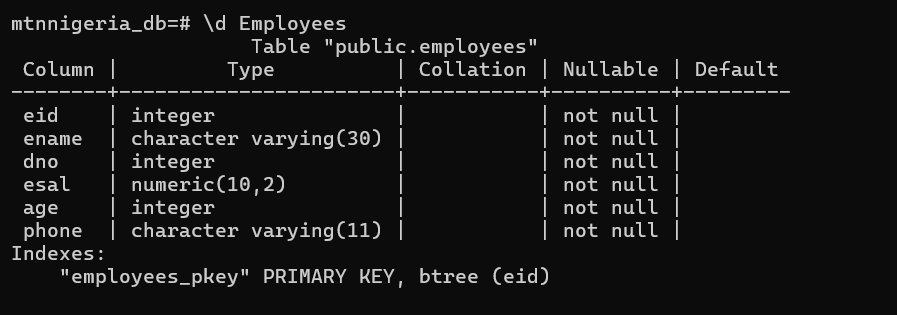 mtnnigeria_db=# \d Employees
                    Table "public.employees"
 Column |         Type          | Collation | Nullable | Default
--------+-----------------------+-----------+----------+---------
 eid    | integer               |           | not null |
 ename  | character varying(30) |           | not null |
 dno    | integer               |           | not null |
 esal   | numeric(10,2)         |           | not null |
 age    | integer               |           | not null |
 phone  | character varying(11) |           | not null |
Indexes:
    "employees_pkey" PRIMARY KEY, btree (eid)